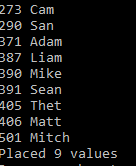 273 Cam
290 San
371 Adam
387 Liam
390 Mike
391 Sean
405 Thet
406 Matt
501 Mitch
Placed 9 values